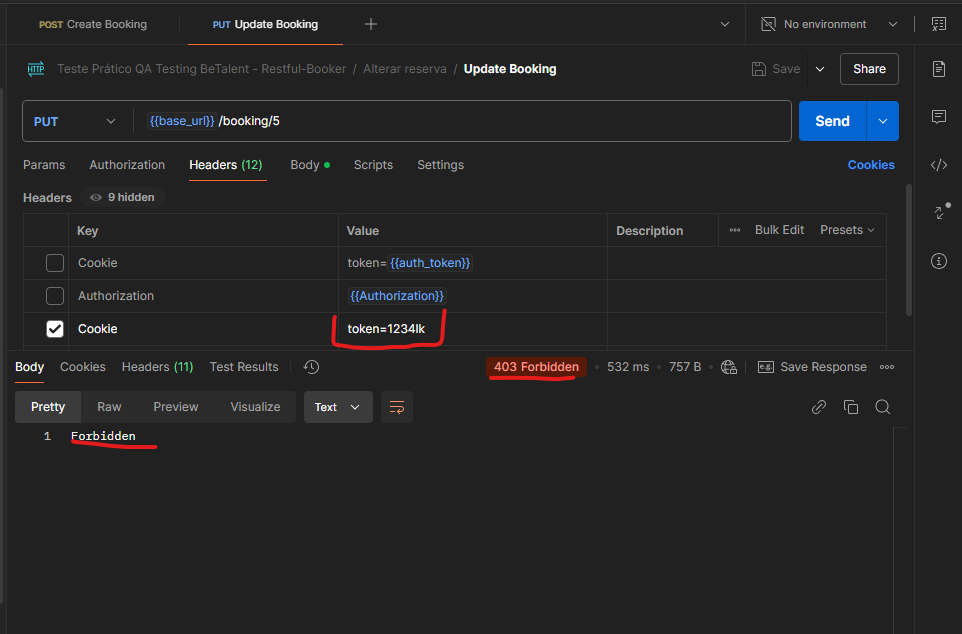 POST Create Booking
PUT Update Booking
No environment
HTTP Teste Prático QA Testing BeTalent - Restful-Booker / Alterar reserva / Update Booking
Save
Share
PUT
{{base_url}} /booking/5
Send
Params Authorization Headers (12) Body Scripts Settings Cookies
Headers 9 hidden
Key Value Description Bulk Edit Presets
Cookie token= {{auth_token}}
Authorization {{Authorization}}
Cookie token=1234lk
Body Cookies Headers (11) Test Results 403 Forbidden 532 ms 757 B e.g. Save Response
Pretty Raw Preview Visualize Text
1 Forbidden